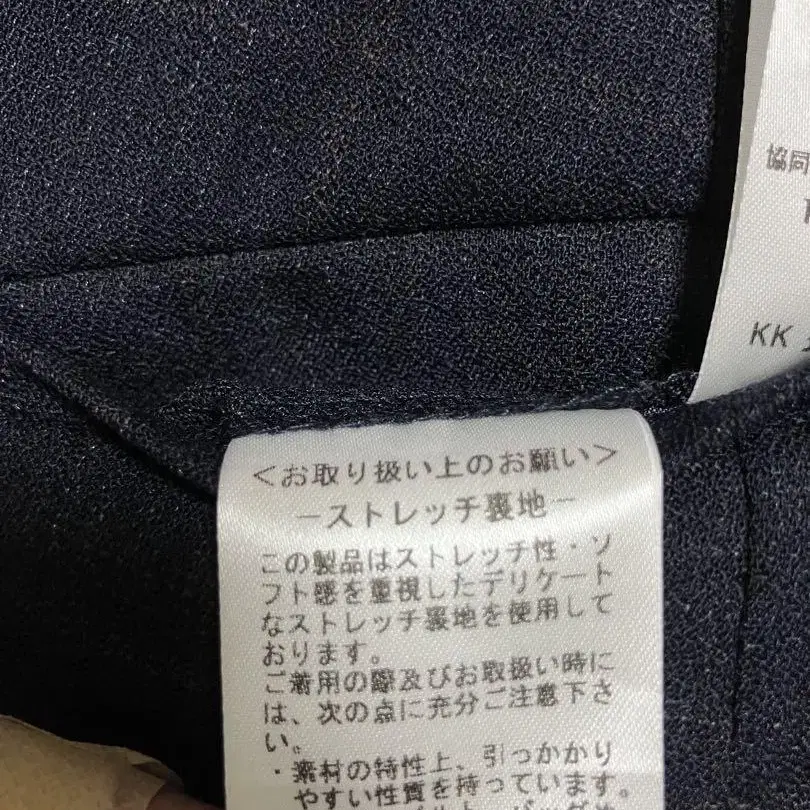 協同
KK
<お取り扱い上のお願い>
－ストレッチ裏地－
この製品はストレッチ性・ソ
フト感を重視したデリケート
なストレッチ裏地を使用して
おります。
ご着用の際及びお取扱い時に
は、次の点に充分ご注意下さ
い。
・素材の特性上、引っかかり
やすい性質を持っています。